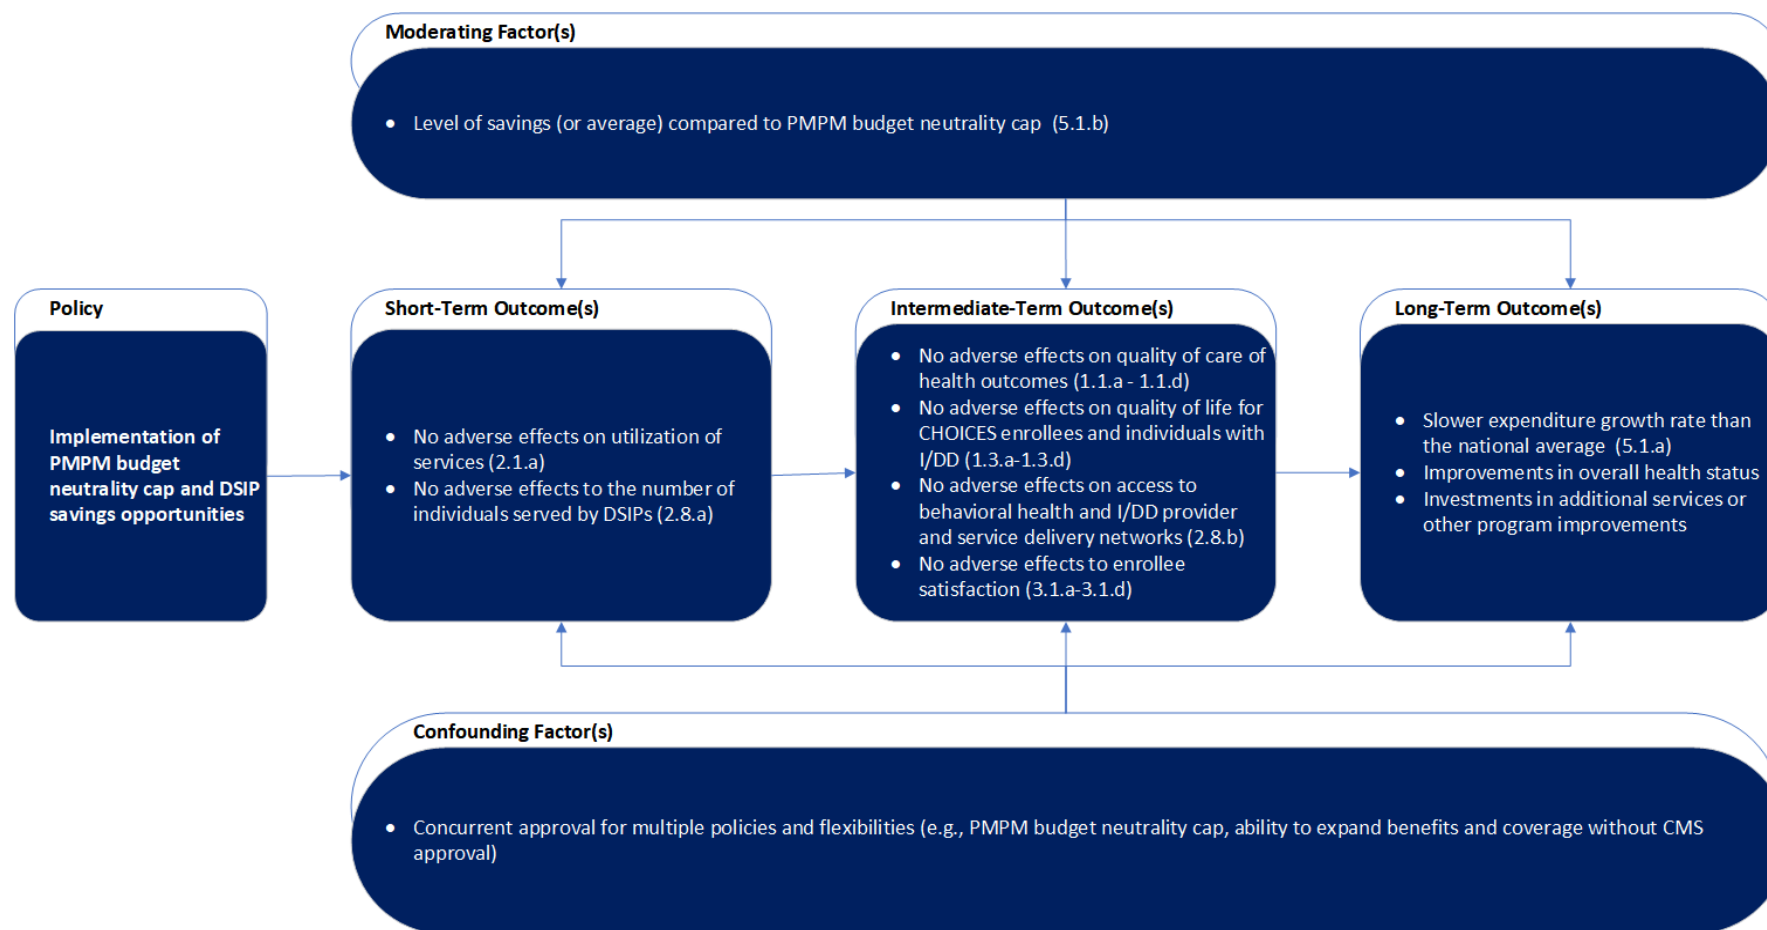 Moderating Factor(s)
• Level of savings (or average) compared to PMPM budget neutrality cap (5.1.b)
Policy
Implementation of
PMPM budget
neutrality cap and DSIP
savings opportunities
Short-Term Outcome(s)
• No adverse effects on utilization of
services (2.1.a)
• No adverse effects to the number of
individuals served by DSIPs (2.8.a)
Intermediate-Term Outcome(s)
• No adverse effects on quality of care of
health outcomes (1.1.a - 1.1.d)
• No adverse effects on quality of life for
CHOICES enrollees and individuals with
I/DD (1.3.a-1.3.d)
• No adverse effects on access to
behavioral health and I/DD provider
and service delivery networks (2.8.b)
• No adverse effects to enrollee
satisfaction (3.1.a-3.1.d)
Long-Term Outcome(s)
• Slower expenditure growth rate than
the national average (5.1.a)
• Improvements in overall health status
• Investments in additional services or
other program improvements
Confounding Factor(s)
• Concurrent approval for multiple policies and flexibilities (e.g., PMPM budget neutrality cap, ability to expand benefits and coverage without CMS
approval)